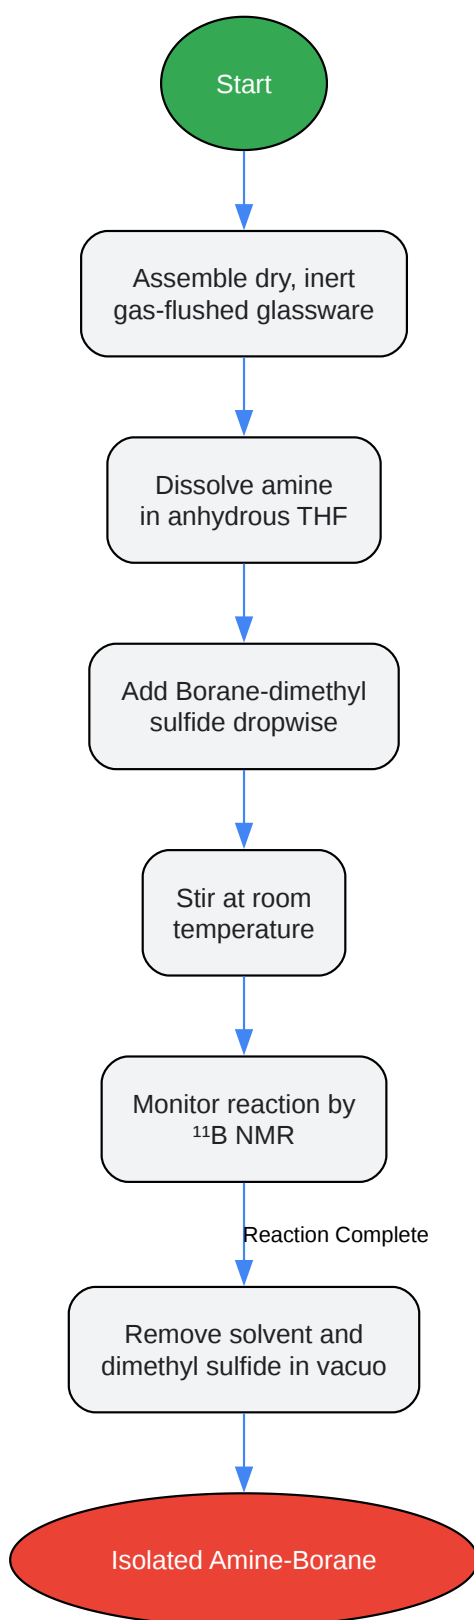 Start
Assemble dry, inert
gas-flushed glassware
Dissolve amine
in anhydrous THF
Add Borane-dimethyl
sulfide dropwise
Stir at room
temperature
Monitor reaction by
¹¹B NMR
Reaction Complete
Remove solvent and
dimethyl sulfide in vacuo
Isolated Amine-Borane